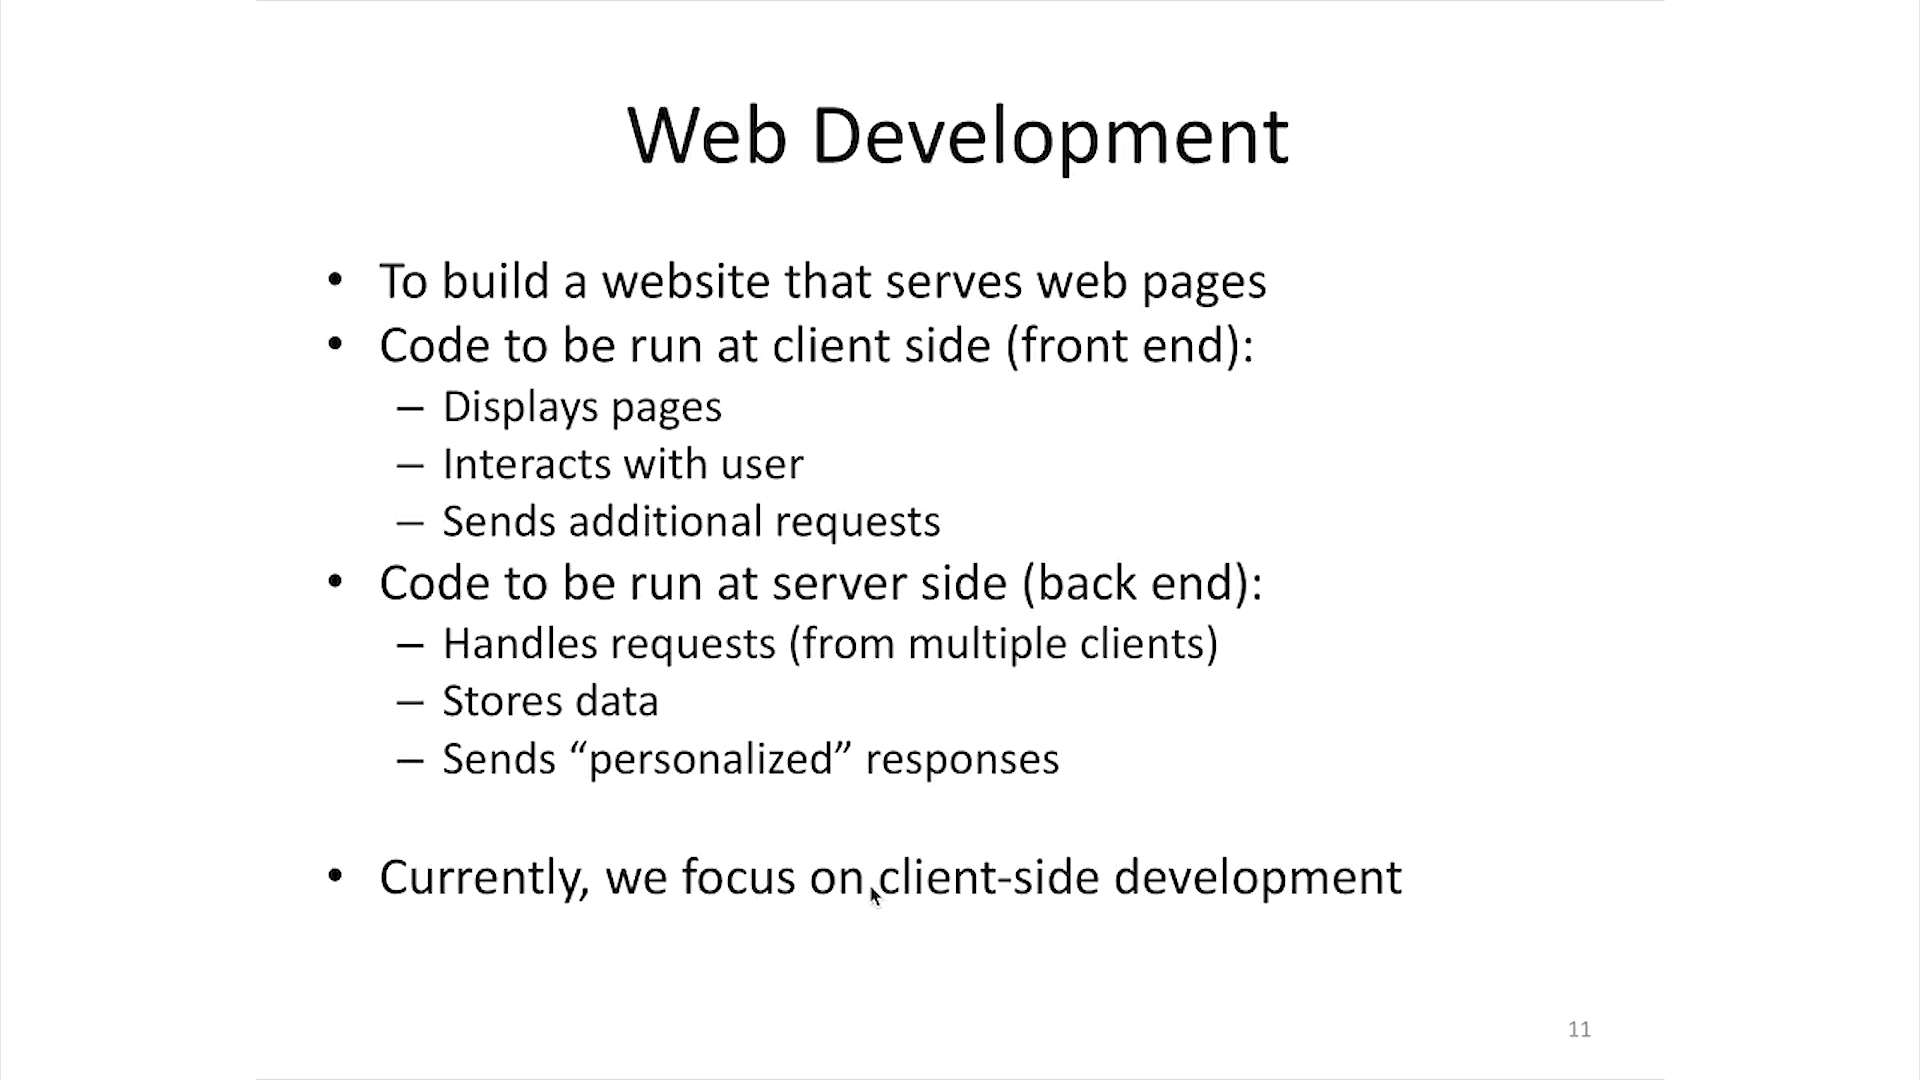 Web Development
• To build a website that serves web pages
• Code to be run at client side (front end):
– Displays pages
– Interacts with user
– Sends additional requests
• Code to be run at server side (back end):
– Handles requests (from multiple clients)
– Stores data
– Sends “personalized” responses
• Currently, we focus on client-side development
11